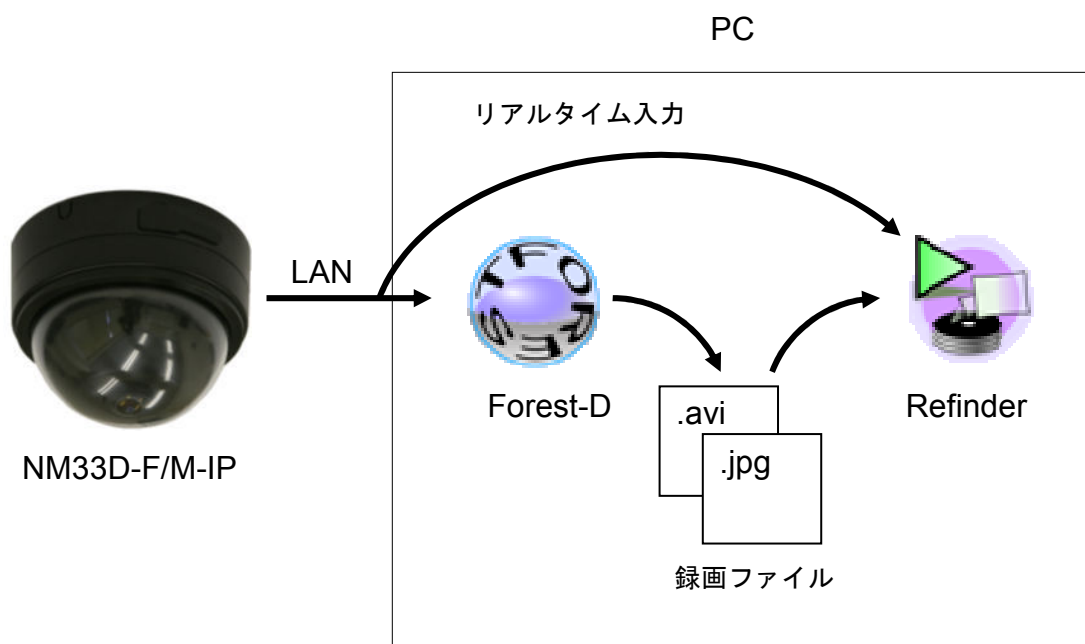 PC
リアルタイム入力
LAN
Forest-D
Refinder
.avi
.jpg
NM33D-F/M-IP
録画ファイル